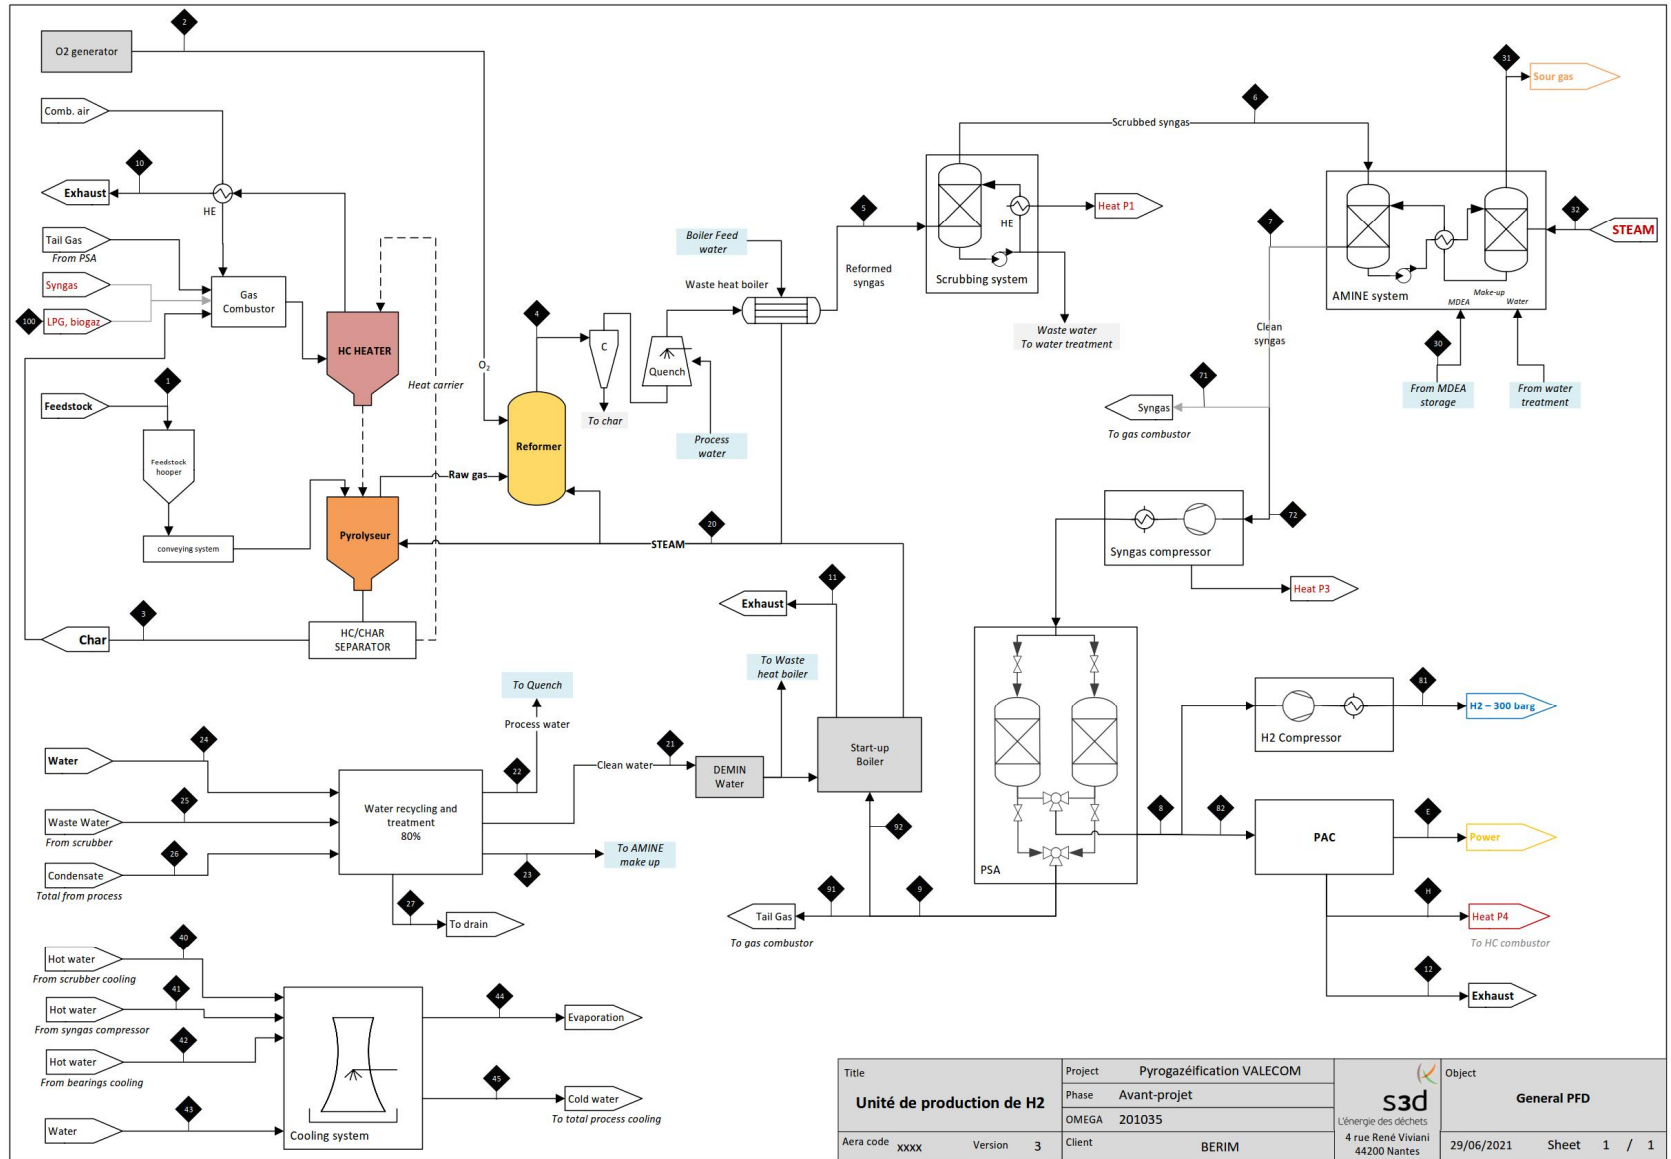 2
O2 generator
Comb. air
10
Exhaust
HE
Tail Gas
From PSA
Syngas
100
LPG, biogaz
Gas
Combustor
HC HEATER
Heat carrier
1
Feedstock
Feedstock
hooper
conveying system
Pyrolyseur
Raw gas
3
Char
HC/CHAR
SEPARATOR
O₂
4
Reformer
C
To char
Quench
Process
water
Boiler Feed
water
Waste heat boiler
5
Reformed
syngas
STEAM
20
HE
Scrubbing system
Heat P1
Waste water
To water treatment
Scrubbed syngas
6
31
Sour gas
32
STEAM
7
AMINE system
MDEA
Make-up
Water
30
From MDEA
storage
From water
treatment
Clean
syngas
71
Syngas
To gas combustor
72
Syngas compressor
Heat P3
11
Exhaust
To Waste
heat boiler
Start-up
Boiler
DEMIN
Water
21
Clean water
To Quench
Process water
22
24
Water
25
Waste Water
From scrubber
26
Condensate
Total from process
Water recycling and
treatment
80%
23
To AMINE
make up
27
To drain
92
91
9
Tail Gas
To gas combustor
PSA
8
82
81
H2 Compressor
H2 – 300 barg
PAC
E
Power
H
Heat P4
To HC combustor
12
Exhaust
40
Hot water
From scrubber cooling
41
Hot water
From syngas compressor
42
Hot water
From bearings cooling
43
Water
Cooling system
44
Evaporation
45
Cold water
To total process cooling
Title
Unité de production de H2
Aera code xxxx Version 3
Project Pyrogazéification VALECOM
Phase Avant-projet
OMEGA 201035
Client BERIM
s3d
L'énergie des déchets
4 rue René Viviani
44200 Nantes
Object
General PFD
29/06/2021 Sheet 1 / 1